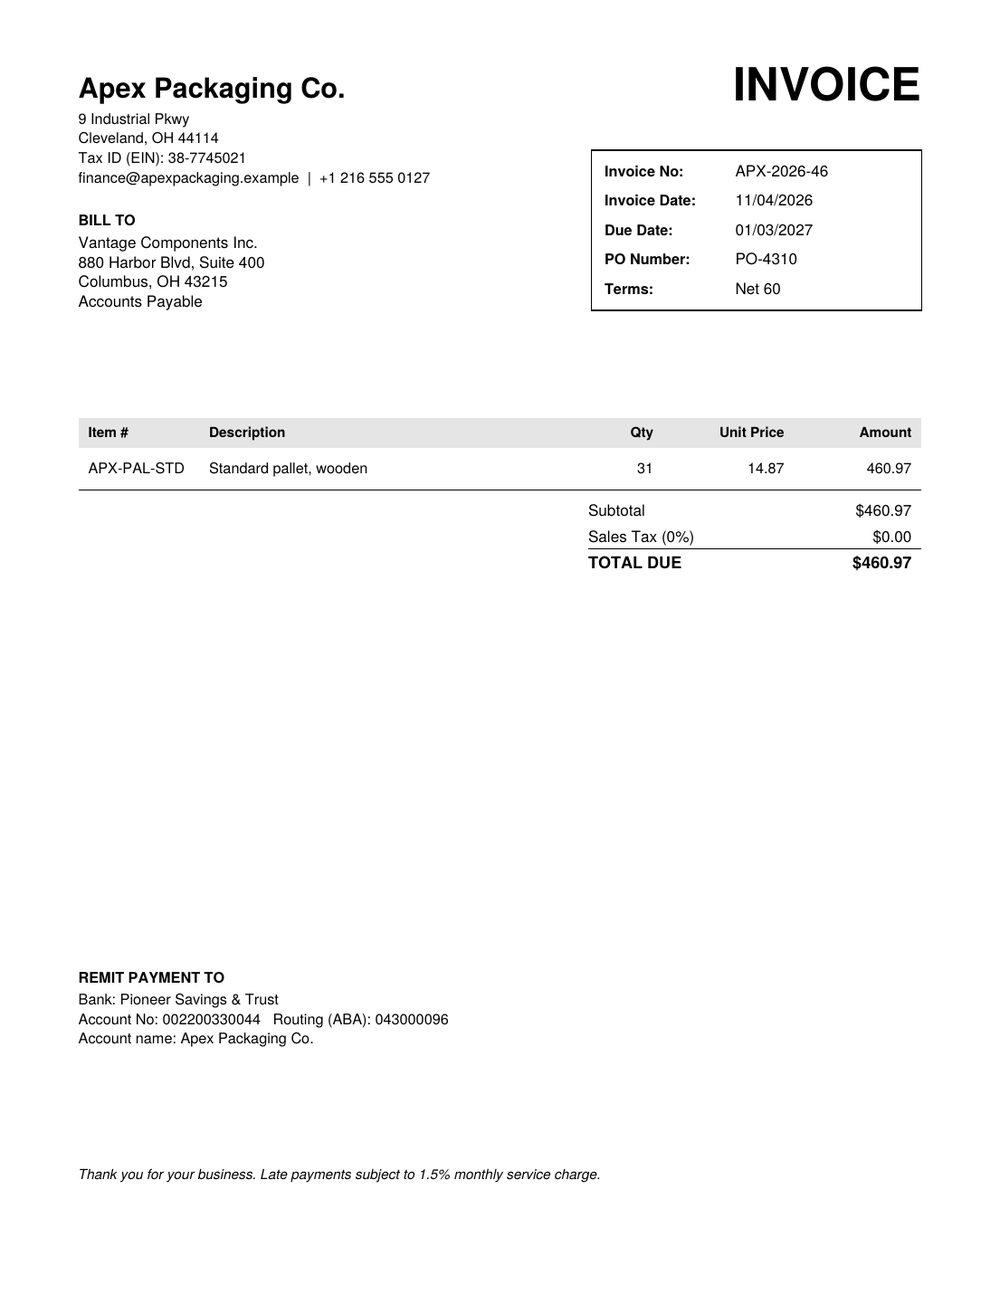 Apex Packaging Co.
INVOICE
9 Industrial Pkwy
Cleveland, OH 44114
Tax ID (EIN): 38-7745021
finance@apexpackaging.example | +1 216 555 0127
Invoice No: APX-2026-46
Invoice Date: 11/04/2026
Due Date: 01/03/2027
PO Number: PO-4310
Terms: Net 60
BILL TO
Vantage Components Inc.
880 Harbor Blvd, Suite 400
Columbus, OH 43215
Accounts Payable
Item # Description Qty Unit Price Amount
APX-PAL-STD Standard pallet, wooden 31 14.87 460.97
Subtotal $460.97
Sales Tax (0%) $0.00
TOTAL DUE $460.97
REMIT PAYMENT TO
Bank: Pioneer Savings & Trust
Account No: 002200330044 Routing (ABA): 043000096
Account name: Apex Packaging Co.
Thank you for your business. Late payments subject to 1.5% monthly service charge.